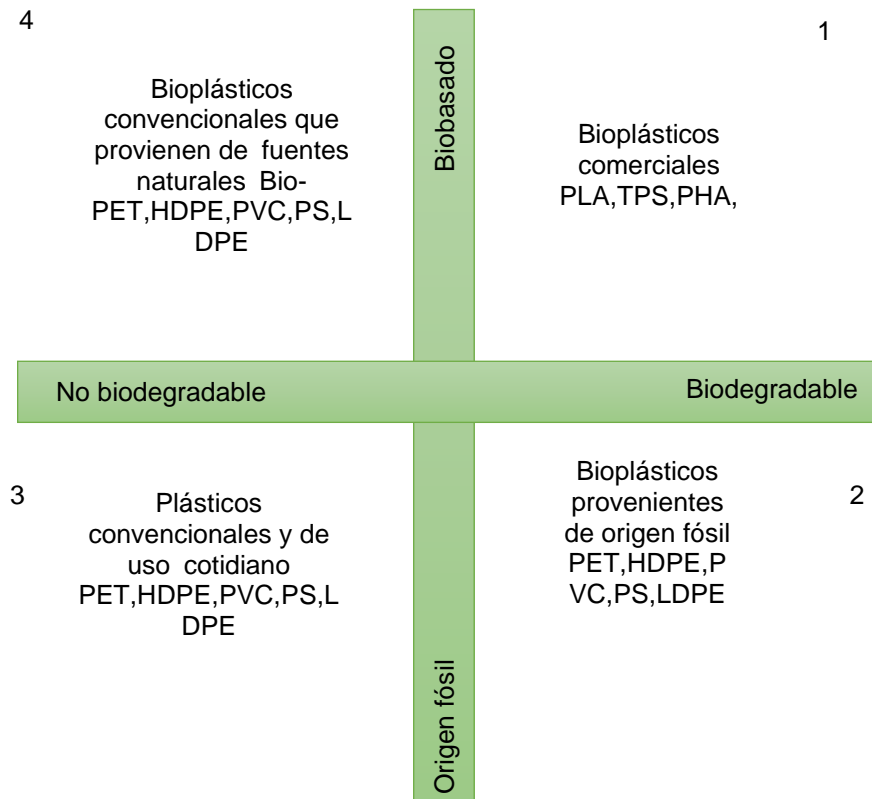 4
1
Bioplásticos
convencionales que
provienen de fuentes
naturales Bio-
PET,HDPE,PVC,PS,L
DPE
Biobasado
Bioplásticos
comerciales
PLA,TPS,PHA,
No biodegradable
Biodegradable
3
Plásticos
convencionales y de
uso cotidiano
PET,HDPE,PVC,PS,L
DPE
Bioplásticos
provenientes
de origen fósil
PET,HDPE,P
VC,PS,LDPE
2
Origen fósil